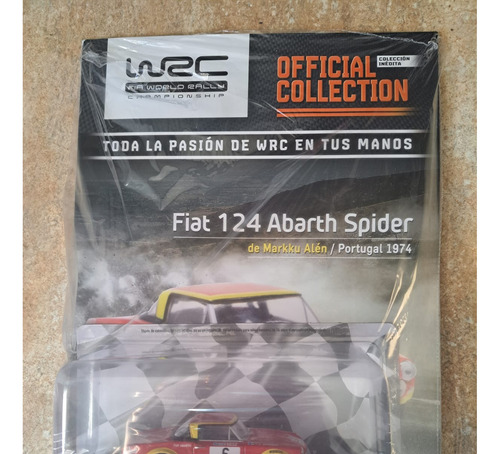 WRC
FIA WORLD RALLY
CHAMPIONSHIP
OFFICIAL
COLLECTION
COLECCIÓN
INÉDITA
TODA LA PASIÓN DE WRC EN TUS MANOS
Fiat 124 Abarth Spider
de Markku Alén / Portugal 1974
6